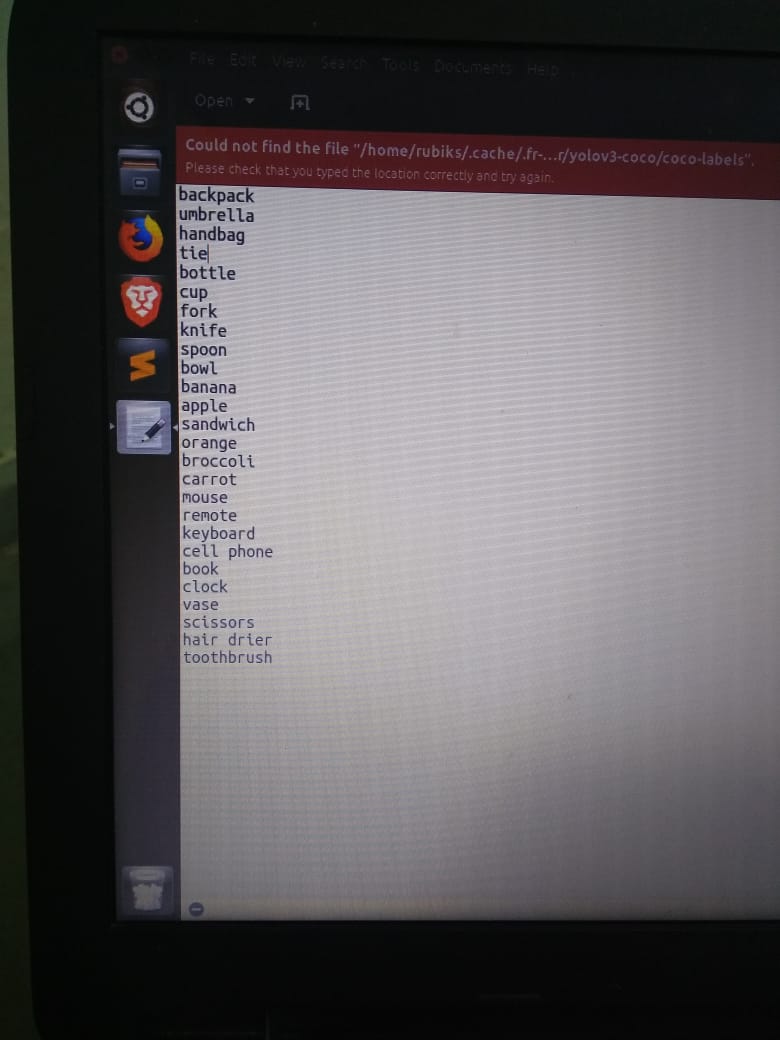 File Edit View Search Tools Documents Help
Open
Could not find the file "/home/rubiks/.cache/.fr-...r/yolov3-coco/coco-labels".
Please check that you typed the location correctly and try again.
backpack
umbrella
handbag
tie
bottle
cup
fork
knife
spoon
bowl
banana
apple
sandwich
orange
broccoli
carrot
mouse
remote
keyboard
cell phone
book
clock
vase
scissors
hair drier
toothbrush